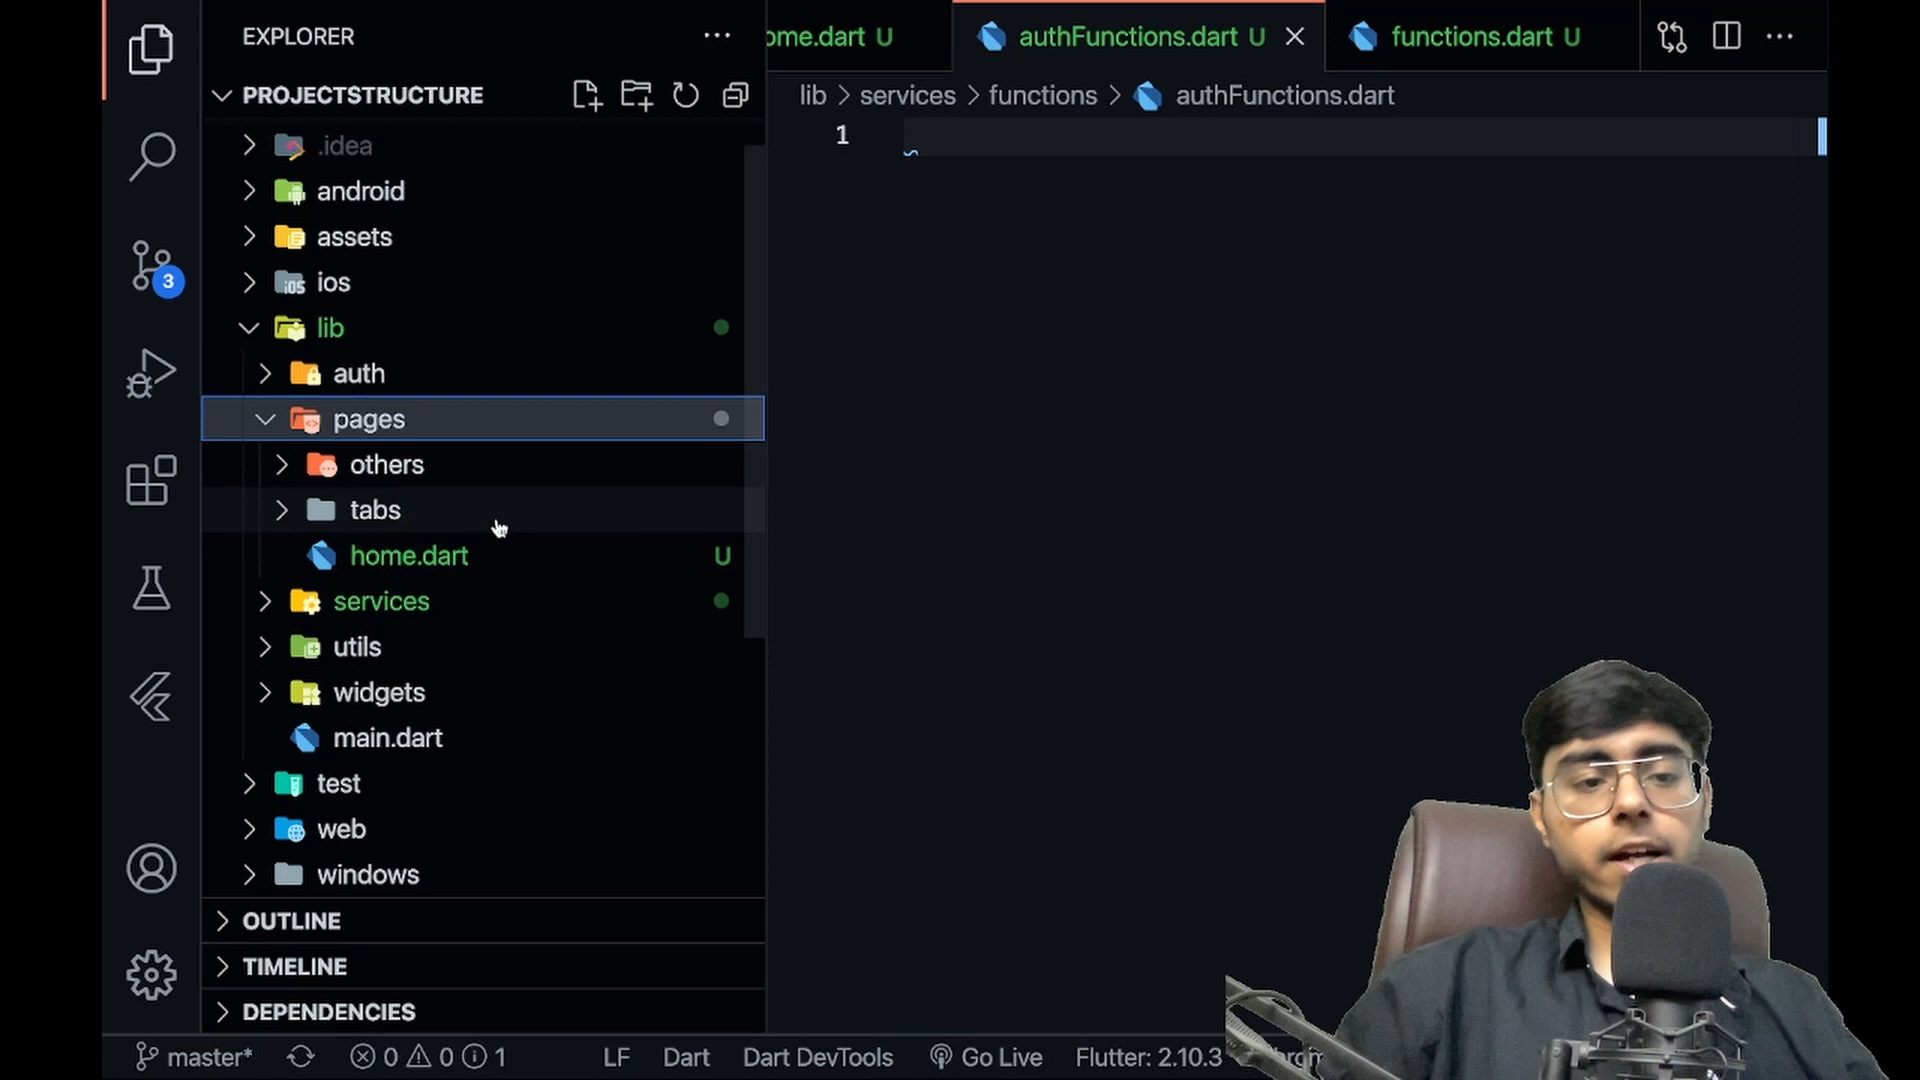 EXPLORER
ome.dart U
authFunctions.dart U
functions.dart U
PROJECTSTRUCTURE
lib > services > functions > authFunctions.dart
1
.idea
android
assets
ios
lib
auth
pages
others
tabs
home.dart U
services
utils
widgets
main.dart
test
web
windows
OUTLINE
TIMELINE
DEPENDENCIES
3
master* 0 0 1 LF Dart Dart DevTools Go Live Flutter: 2.10.3